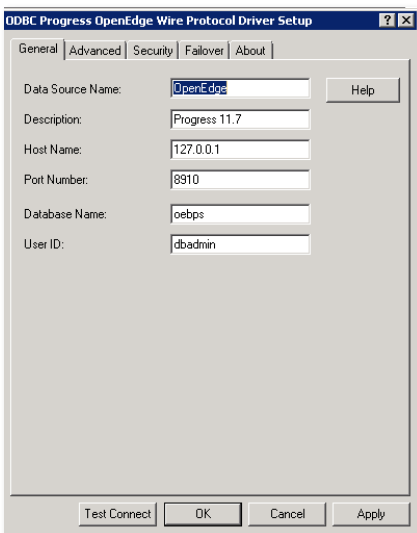 ODBC Progress OpenEdge Wire Protocol Driver Setup
General Advanced Security Failover About
Data Source Name: OpenEdge Help
Description: Progress 11.7
Host Name: 127.0.0.1
Port Number: 8910
Database Name: oebps
User ID: dbadmin
Test Connect OK Cancel Apply